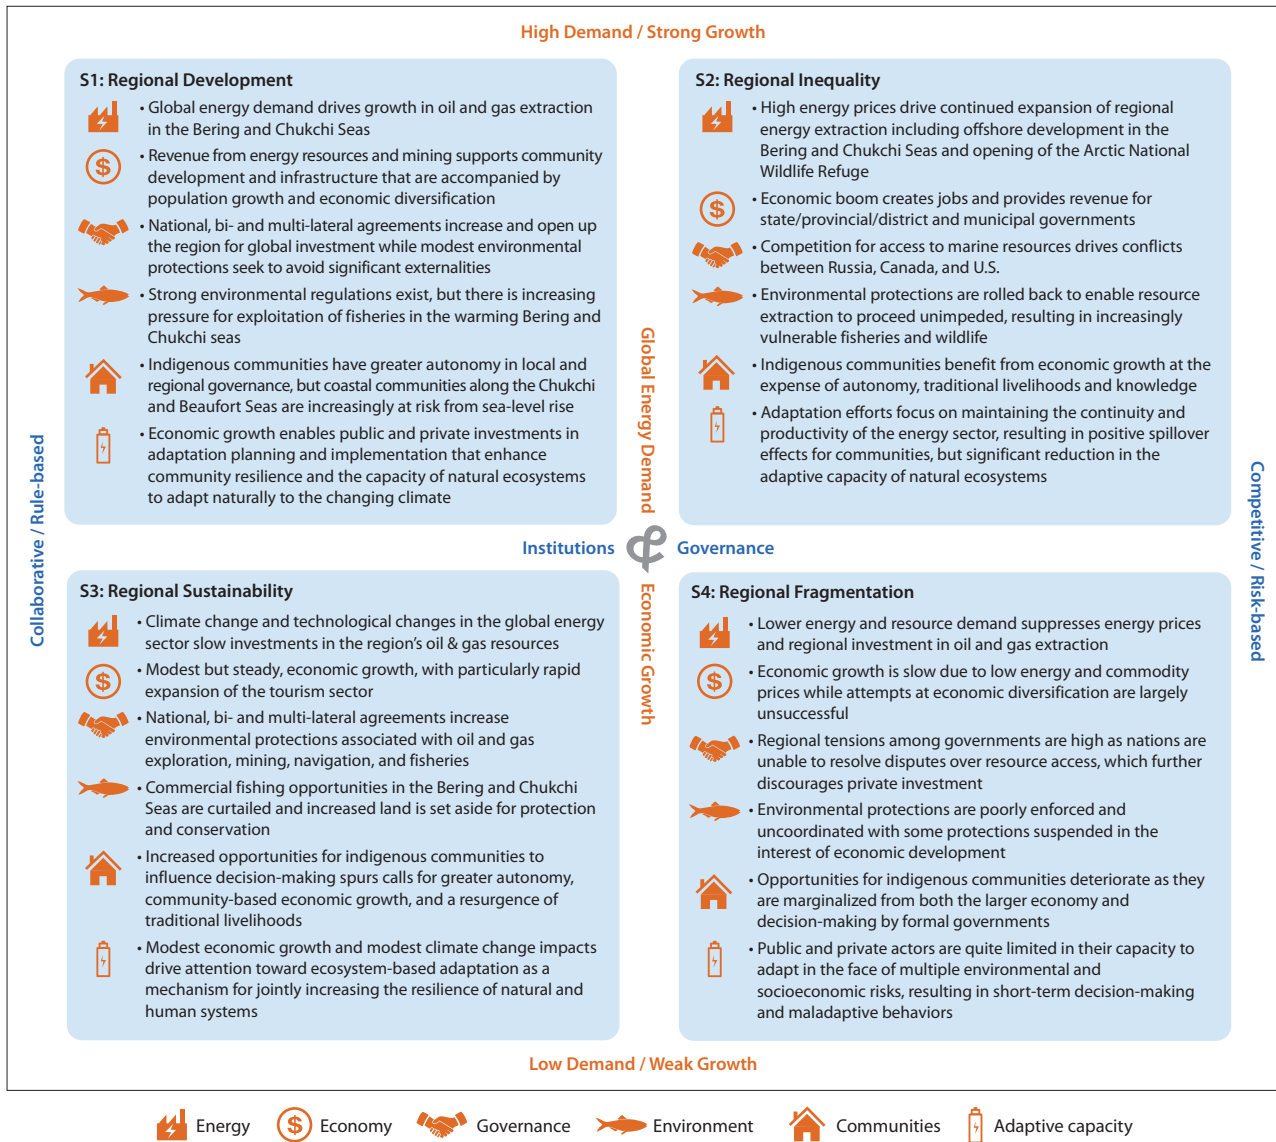 High Demand / Strong Growth
S1: Regional Development
• Global energy demand drives growth in oil and gas extraction
in the Bering and Chukchi Seas
• Revenue from energy resources and mining supports community
development and infrastructure that are accompanied by
population growth and economic diversification
• National, bi- and multi-lateral agreements increase and open up
the region for global investment while modest environmental
protections seek to avoid significant externalities
• Strong environmental regulations exist, but there is increasing
pressure for exploitation of fisheries in the warming Bering and
Chukchi seas
• Indigenous communities have greater autonomy in local and
regional governance, but coastal communities along the Chukchi
and Beaufort Seas are increasingly at risk from sea-level rise
• Economic growth enables public and private investments in
adaptation planning and implementation that enhance
community resilience and the capacity of natural ecosystems
to adapt naturally to the changing climate
S2: Regional Inequality
• High energy prices drive continued expansion of regional
energy extraction including offshore development in the
Bering and Chukchi Seas and opening of the Arctic National
Wildlife Refuge
• Economic boom creates jobs and provides revenue for
state/provincial/district and municipal governments
• Competition for access to marine resources drives conflicts
between Russia, Canada, and U.S.
• Environmental protections are rolled back to enable resource
extraction to proceed unimpeded, resulting in increasingly
vulnerable fisheries and wildlife
• Indigenous communities benefit from economic growth at the
expense of autonomy, traditional livelihoods and knowledge
• Adaptation efforts focus on maintaining the continuity and
productivity of the energy sector, resulting in positive spillover
effects for communities, but significant reduction in the
adaptive capacity of natural ecosystems
Global Energy Demand
Collaborative / Rule-based
Institutions & Governance
Competitive / Risk-based
Economic Growth
S3: Regional Sustainability
• Climate change and technological changes in the global energy
sector slow investments in the region's oil & gas resources
• Modest but steady, economic growth, with particularly rapid
expansion of the tourism sector
• National, bi- and multi-lateral agreements increase
environmental protections associated with oil and gas
exploration, mining, navigation, and fisheries
• Commercial fishing opportunities in the Bering and Chukchi
Seas are curtailed and increased land is set aside for protection
and conservation
• Increased opportunities for indigenous communities to
influence decision-making spurs calls for greater autonomy,
community-based economic growth, and a resurgence of
traditional livelihoods
• Modest economic growth and modest climate change impacts
drive attention toward ecosystem-based adaptation as a
mechanism for jointly increasing the resilience of natural and
human systems
S4: Regional Fragmentation
• Lower energy and resource demand suppresses energy prices
and regional investment in oil and gas extraction
• Economic growth is slow due to low energy and commodity
prices while attempts at economic diversification are largely
unsuccessful
• Regional tensions among governments are high as nations are
unable to resolve disputes over resource access, which further
discourages private investment
• Environmental protections are poorly enforced and
uncoordinated with some protections suspended in the
interest of economic development
• Opportunities for indigenous communities deteriorate as they
are marginalized from both the larger economy and
decision-making by formal governments
• Public and private actors are quite limited in their capacity to
adapt in the face of multiple environmental and
socioeconomic risks, resulting in short-term decision-making
and maladaptive behaviors
Low Demand / Weak Growth
Energy $ Economy Governance Environment Communities Adaptive capacity